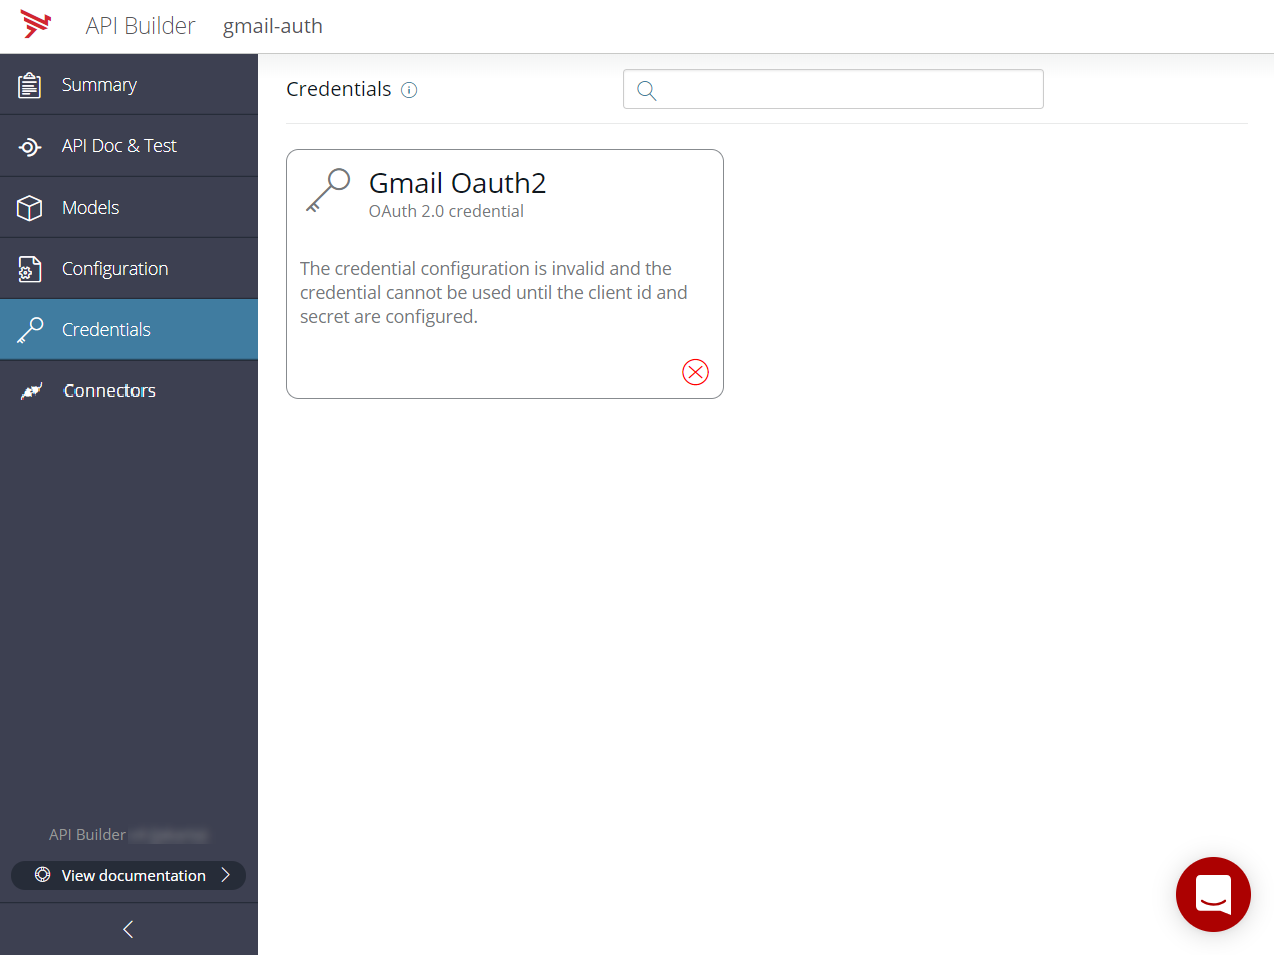 API Builder gmail-auth
Summary
API Doc & Test
Models
Configuration
Credentials
Connectors
API Builder
View documentation
Credentials
Gmail Oauth2
OAuth 2.0 credential
The credential configuration is invalid and the
credential cannot be used until the client id and
secret are configured.